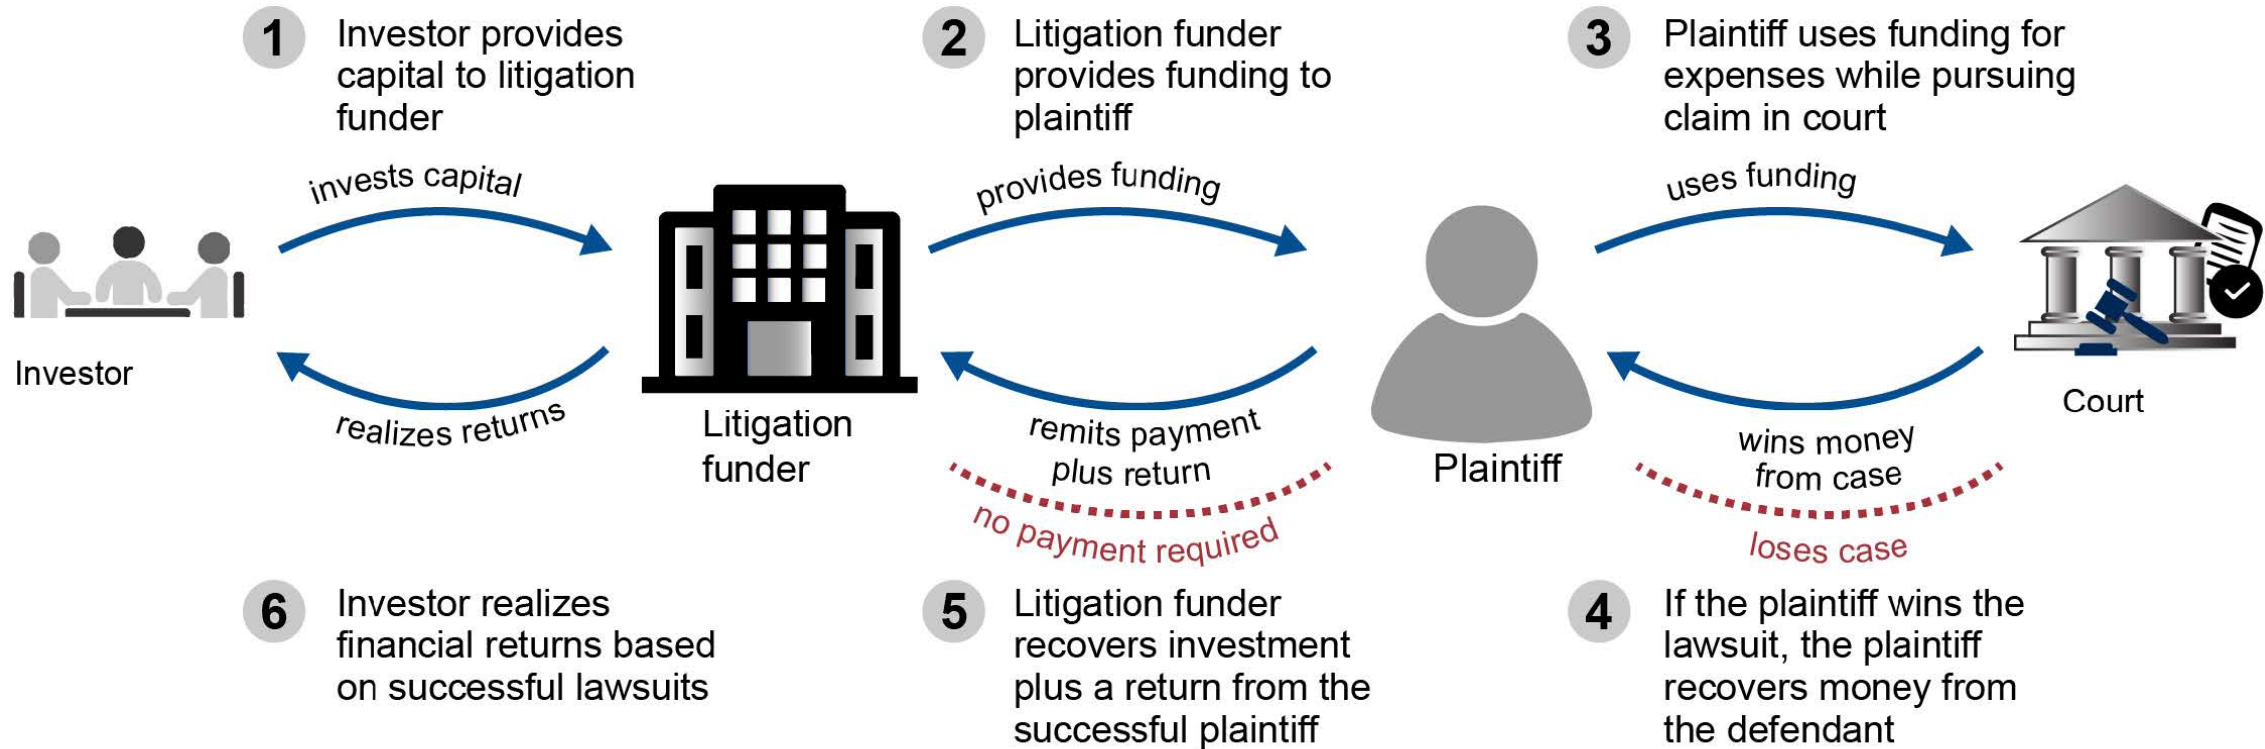 1
Investor provides
capital to litigation
funder
2
Litigation funder
provides funding to
plaintiff
3
Plaintiff uses funding for
expenses while pursuing
claim in court
invests capital
provides funding
uses funding
Investor
realizes returns
Litigation
funder
remits payment
plus return
no payment required
Plaintiff
wins money
from case
loses case
Court
6
Investor realizes
financial returns based
on successful lawsuits
5
Litigation funder
recovers investment
plus a return from the
successful plaintiff
4
If the plaintiff wins the
lawsuit, the plaintiff
recovers money from
the defendant